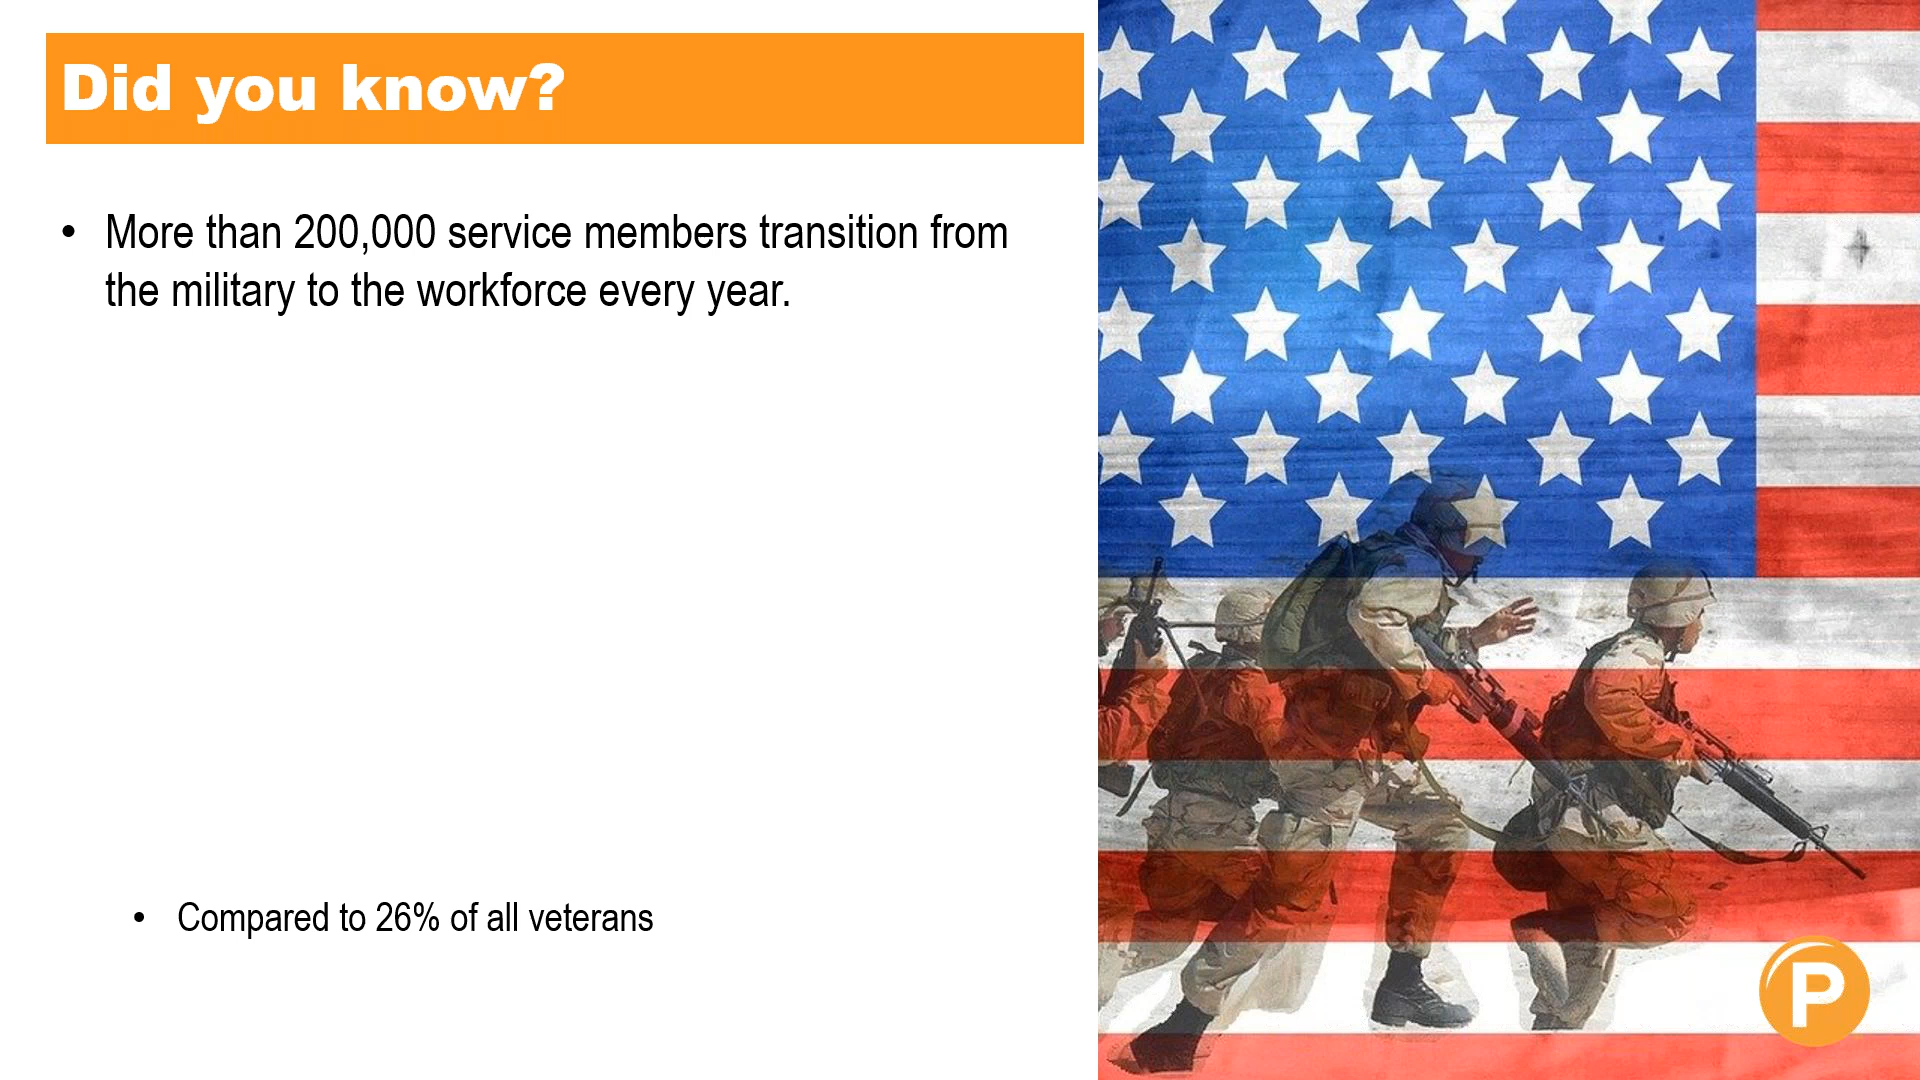 Did you know?
• More than 200,000 service members transition from
the military to the workforce every year.
• Compared to 26% of all veterans
P